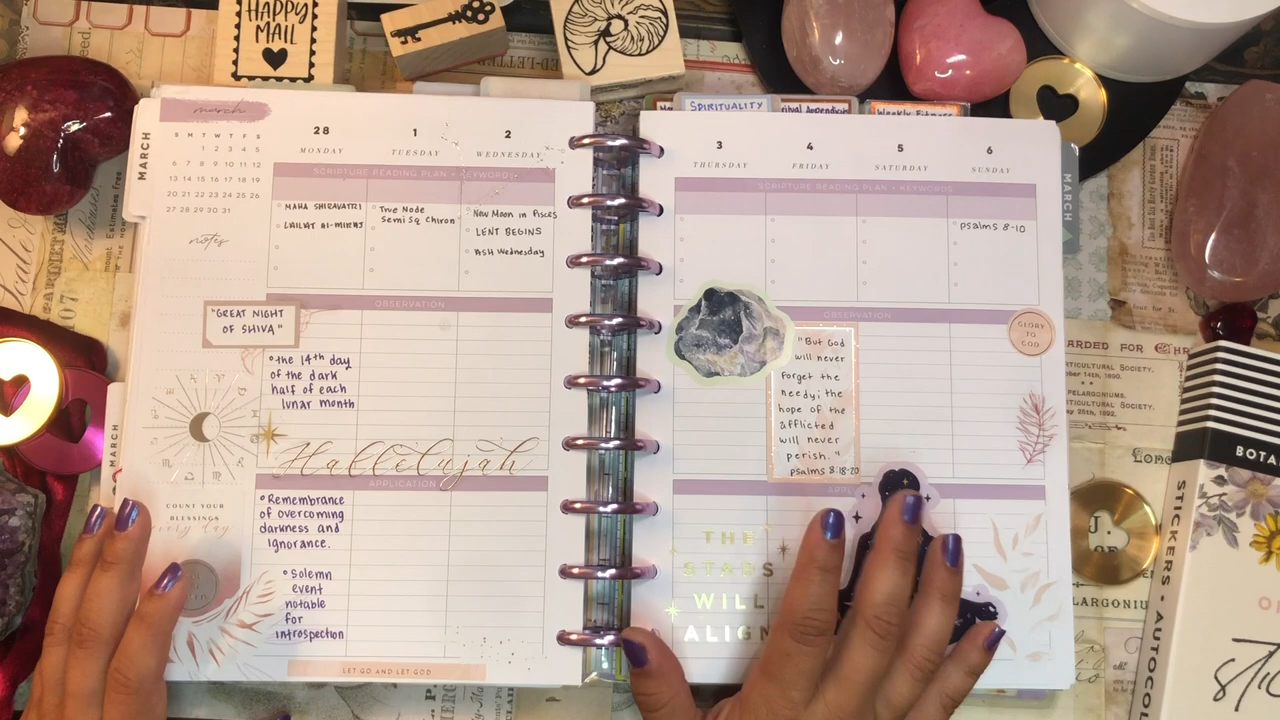 HAPPY
MAIL
march
S M T W T F S
1 2 3 4 5
6 7 8 9 10 11 12
13 14 15 16 17 18 19
20 21 22 23 24 25 26
27 28 29 30 31
notes
MARCH
28
MONDAY
1
TUESDAY
2
WEDNESDAY
SCRIPTURE READING PLAN + KEYWORDS
MAHA SHIRAVATRI
LAILAT Al-MIRAJ
True Node
Semi Sq Chiron
New Moon in Pisces
LENT BEGINS
ASH Wednesday
OBSERVATION
"GREAT NIGHT
OF SHIVA"
the 14th day
of the dark
half of each
lunar month
Hallelujah
APPLICATION
Remembrance
of overcoming
darkness and
Ignorance.
Solemn
event
notable
for
introspection
COUNT YOUR
BLESSINGS
every day
LET GO AND LET GOD
MARCH
SPIRITUALITY
Weekly Fitness
3
THURSDAY
4
FRIDAY
5
SATURDAY
6
SUNDAY
SCRIPTURE READING PLAN + KEYWORDS
psalms 8-10
OBSERVATION
GLORY
TO
GOD
"But God
will never
forget the
needy; the
hope of the
afflicted
will never
perish."
psalms 8:18-20
THE
STARS
WILL
ALIGN
MARCH
BOTA
STICKERS - AUTOCOL